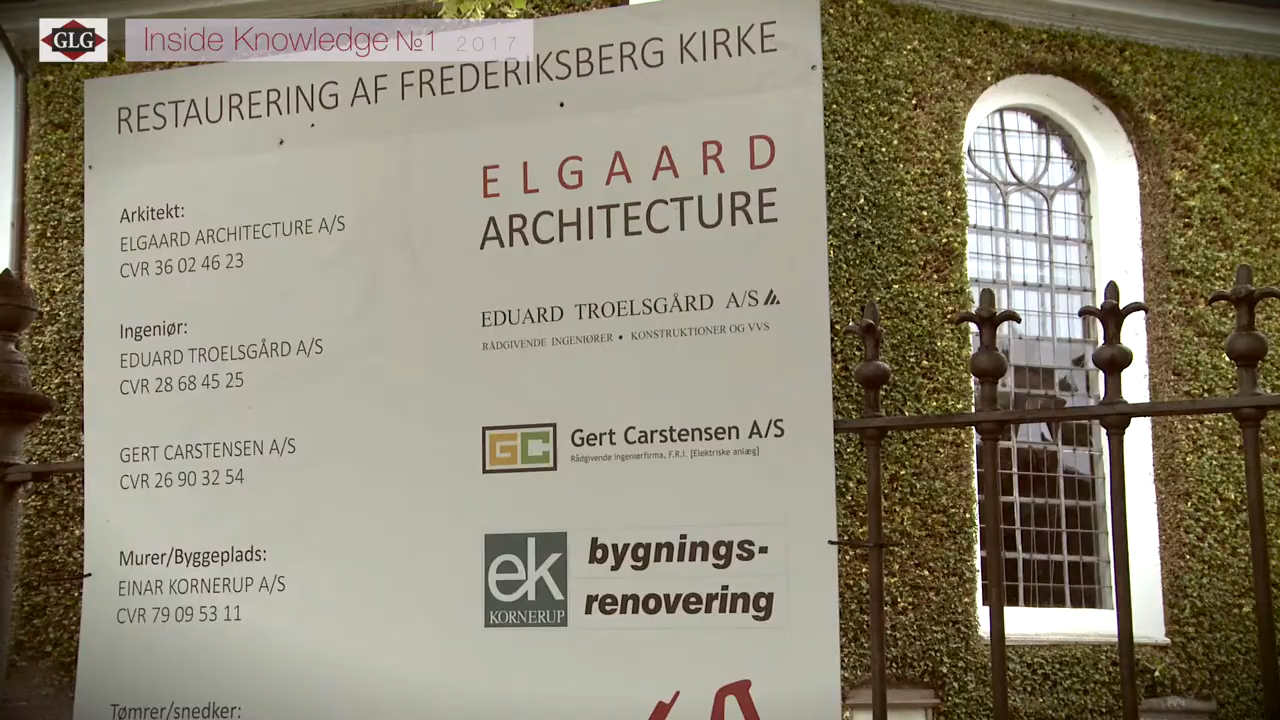 GLG
Inside Knowledge №1 2017
RESTAURERING AF FREDERIKSBERG KIRKE
ELGAARD
ARCHITECTURE
Arkitekt:
ELGAARD ARCHITECTURE A/S
CVR 36 02 46 23
EDUARD TROELSGÅRD A/S
RÅDGIVENDE INGENIØRER • KONSTRUKTIONER OG VVS
Ingeniør:
EDUARD TROELSGÅRD A/S
CVR 28 68 45 25
GC
Gert Carstensen A/S
Rådgivende ingeniørfirma, F.R.I. [Elektriske anlæg]
GERT CARSTENSEN A/S
CVR 26 90 32 54
ek
KORNERUP
bygnings-
renovering
Murer/Byggeplads:
EINAR KORNERUP A/S
CVR 79 09 53 11
Tømrer/snedker: